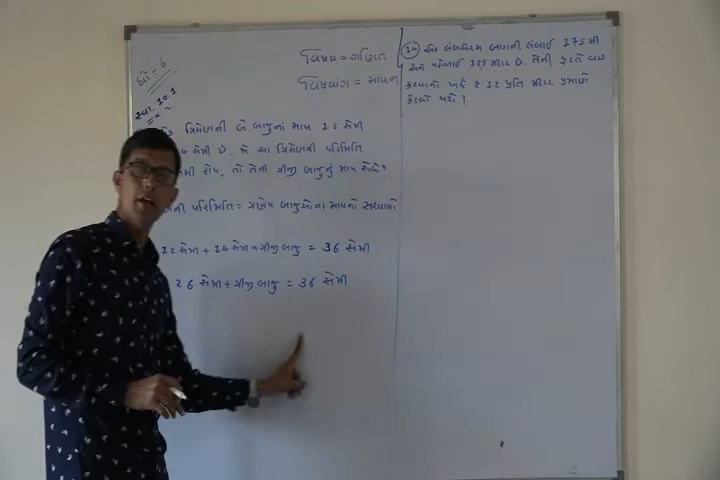 ધો = 6
સ્વા. 10.1
વિષય = ગણિત
વિષયાંગ = માપન
ત્રિકોણની બે બાજુનાં માપ 12 સેમી
સેમી છે. જો આ ત્રિકોણની પરિમિતિ
સેમી હોય, તો તેની ત્રીજી બાજુનું માપ શોધો?
પરિમિતિ = ત્રણેય બાજુઓના માપનો સરવાળો
12 સેમી + 14 સેમી + ત્રીજી બાજુ = 36 સેમી
26 સેમી + ત્રીજી બાજુ = 36 સેમી
એક લંબચોરસ બાગની લંબાઈ 175 મી
અને પહોળાઈ 125 મીટર છે. તેની ફરતે વાડ
કરવાનો ખર્ચ ₹ 12 પ્રતિ મીટર પ્રમાણે
કેટલો થશે?